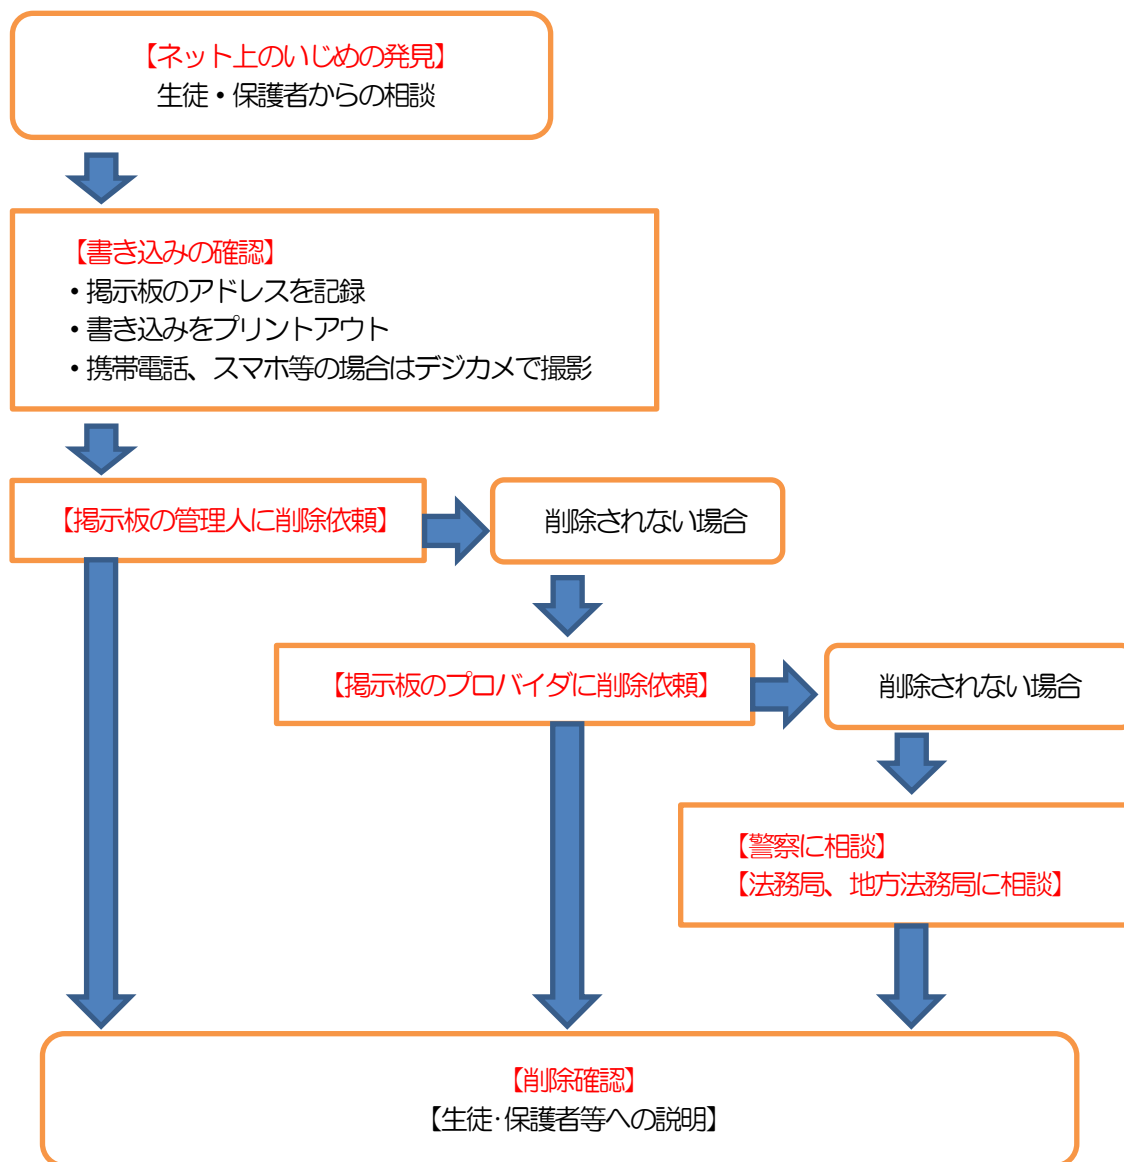 【ネット上のいじめの発見】
生徒・保護者からの相談
【書き込みの確認】
・掲示板のアドレスを記録
・書き込みをプリントアウト
・携帯電話、スマホ等の場合はデジカメで撮影
【掲示板の管理人に削除依頼】
削除されない場合
【掲示板のプロバイダに削除依頼】
削除されない場合
【警察に相談】
【法務局、地方法務局に相談】
【削除確認】
【生徒・保護者等への説明】